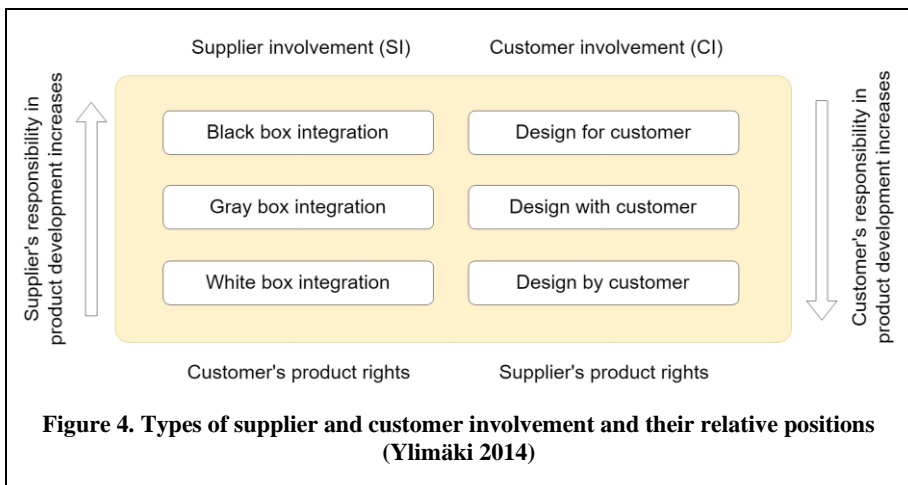 Supplier involvement (SI)
Customer involvement (CI)
Supplier's responsibility in
product development increases
Black box integration
Design for customer
Gray box integration
Design with customer
White box integration
Design by customer
Customer's responsibility in
product development increases
Customer's product rights
Supplier's product rights
Figure 4. Types of supplier and customer involvement and their relative positions
(Ylimäki 2014)